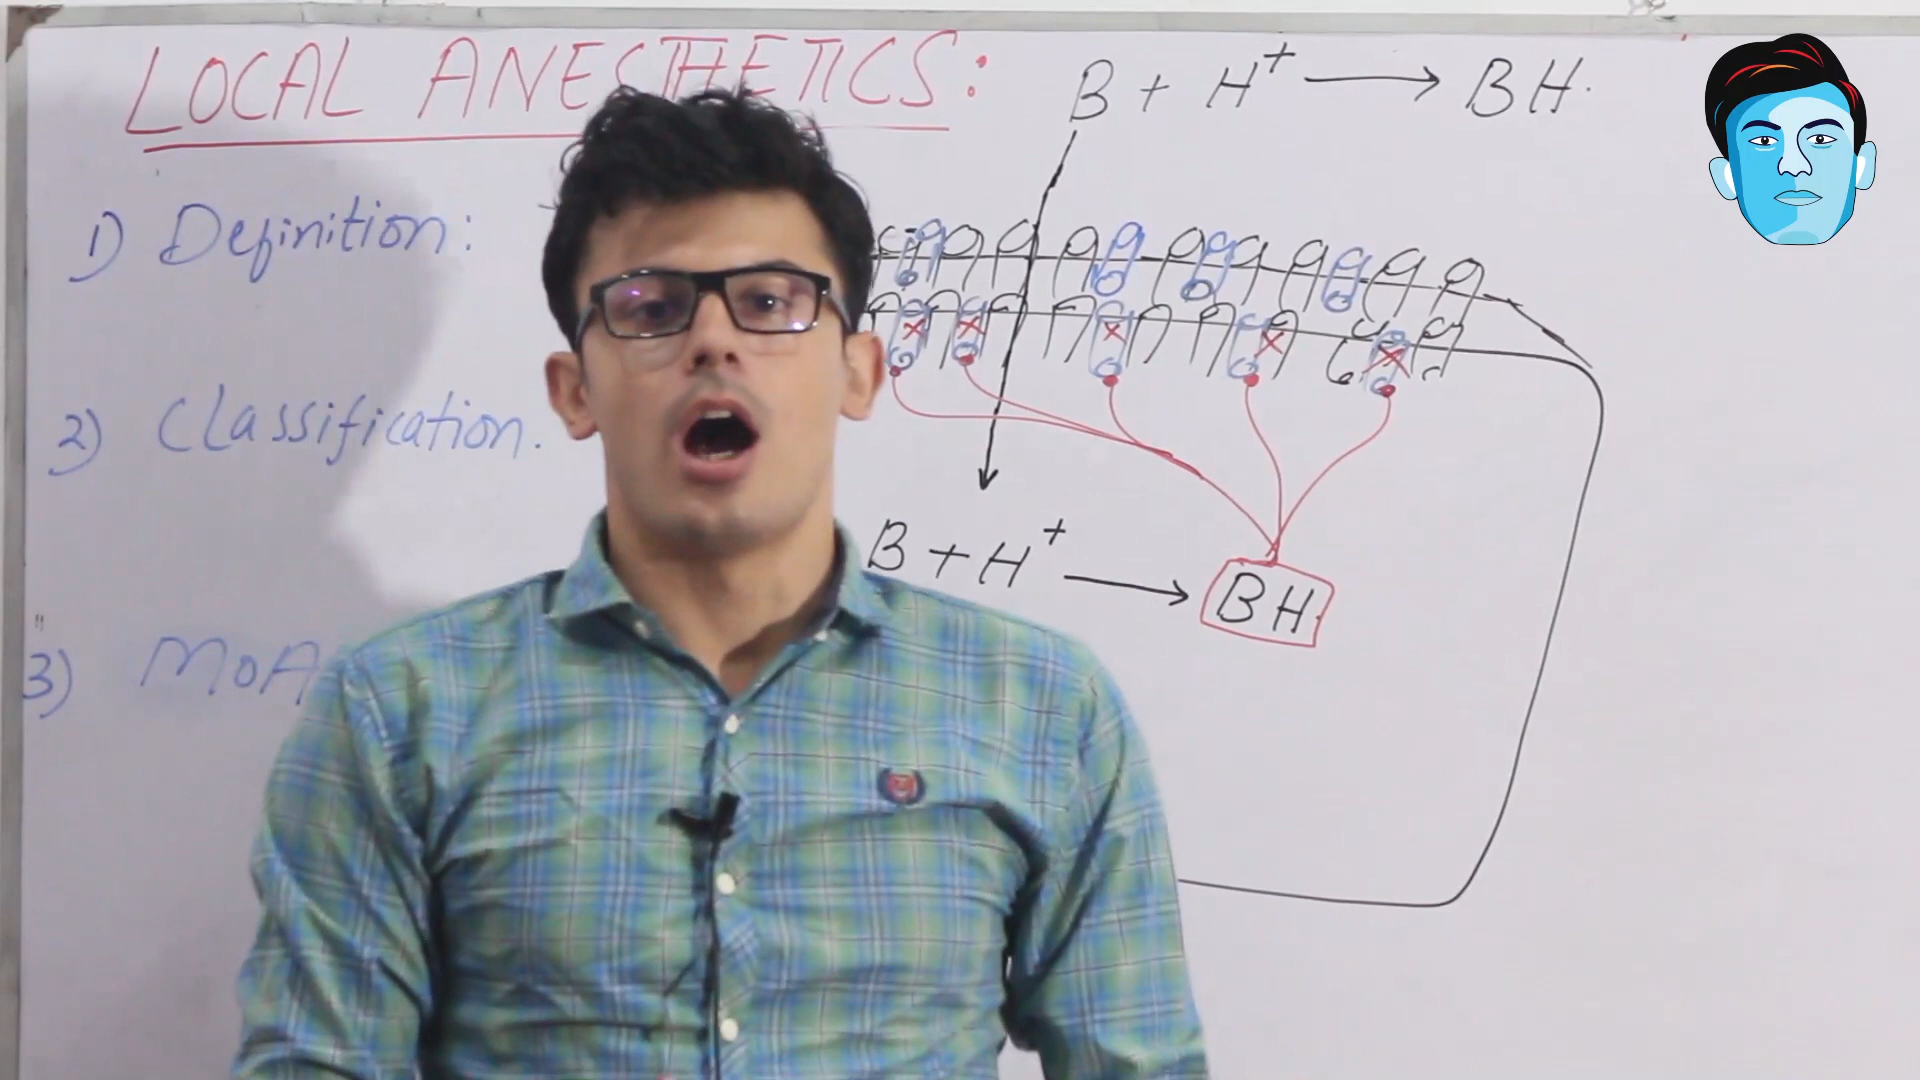 LOCAL ANESTHETICS:
B + H⁺ ⟶ BH.
1) Definition:
2) Classification.
B + H⁺ ⟶ BH.
3) MOA